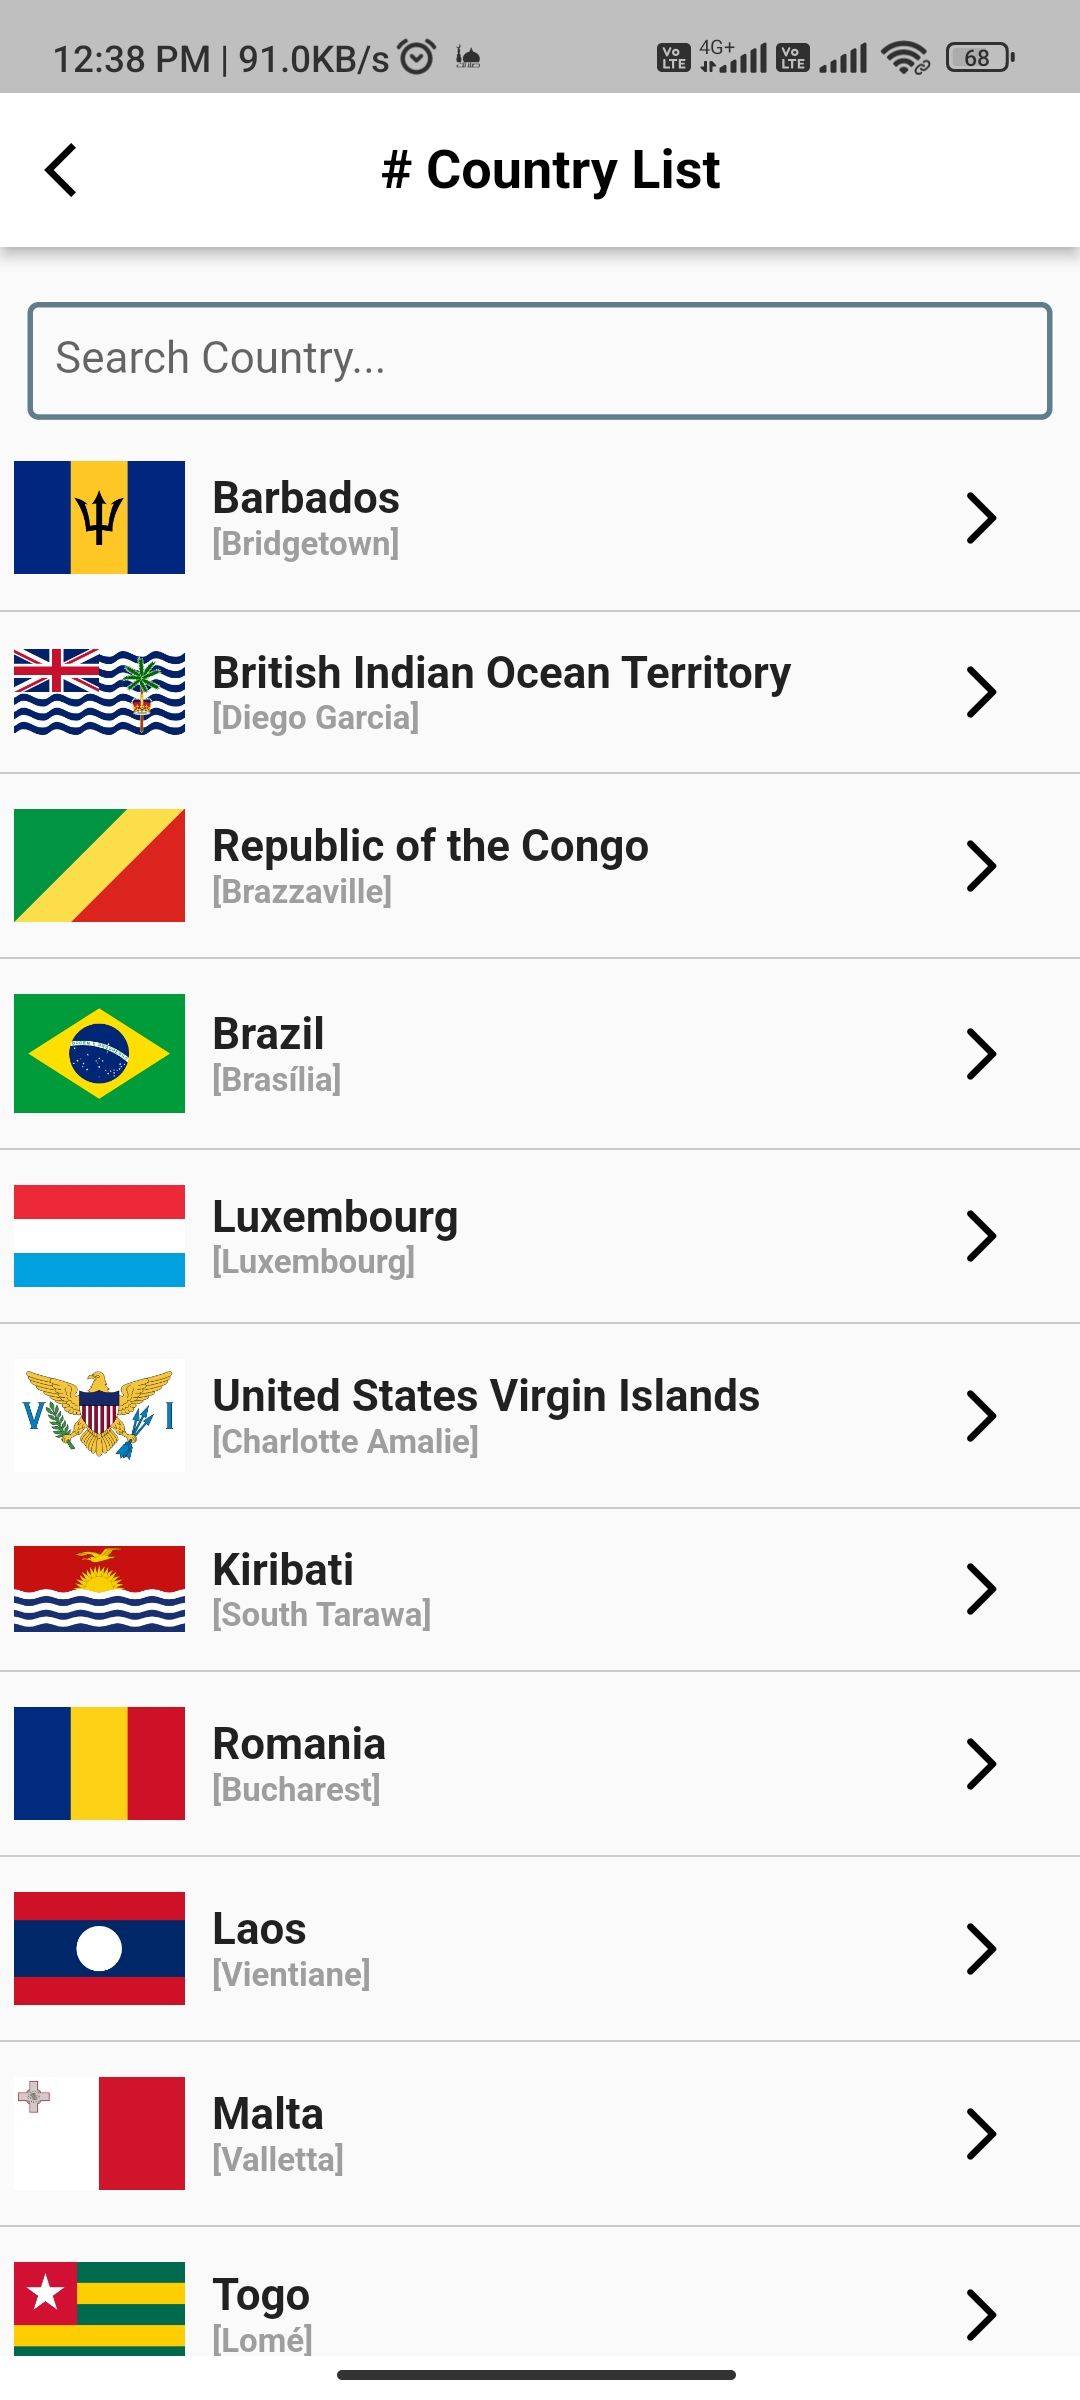 12:38 PM | 91.0KB/s
Vo LTE 4G+ Vo LTE 68
# Country List
Search Country...
Barbados
[Bridgetown]
British Indian Ocean Territory
[Diego Garcia]
Republic of the Congo
[Brazzaville]
Brazil
[Brasília]
Luxembourg
[Luxembourg]
V I
United States Virgin Islands
[Charlotte Amalie]
Kiribati
[South Tarawa]
Romania
[Bucharest]
Laos
[Vientiane]
Malta
[Valletta]
Togo
[Lomé]